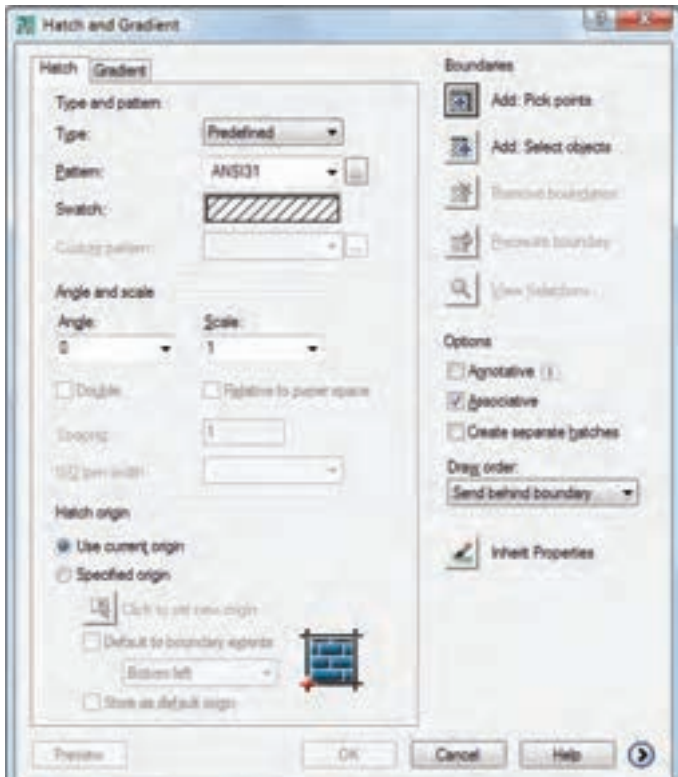 Hatch and Gradient
Hatch Gradient
Type and pattern
Type: Predefined
Pattern: ANSI31
Swatch:
Custom pattern:
Angle and scale
Angle: Scale:
0 1
Double Relative to paper space
Spacing: 1
ISO pen width:
Hatch origin
Use current origin
Specified origin
Click to set new origin
Default to boundary extents
Bottom left
Store as default origin
Preview
Boundaries
Add: Pick points
Add: Select objects
Remove boundaries
Recreate boundary
View Selections
Options
Annotative
Associative
Create separate hatches
Draw order:
Send behind boundary
Inherit Properties
OK Cancel Help